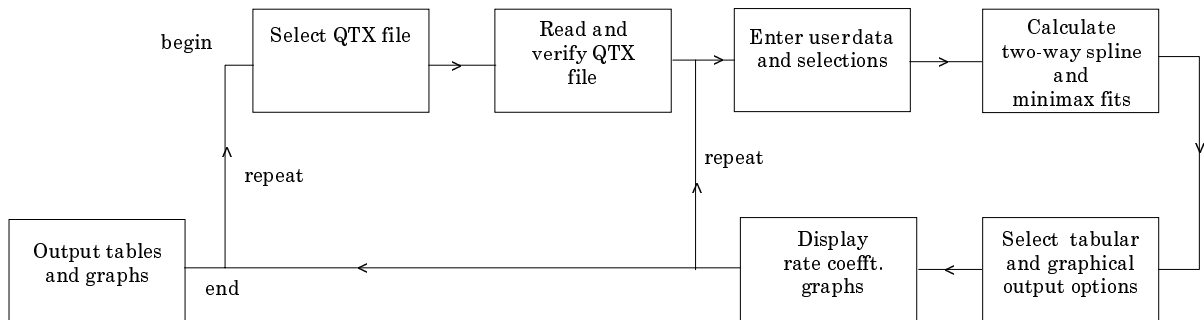 begin
Select QTX file
Read and
verify QTX
file
Enter userdata
and selections
Calculate
two-way spline
and
minimax fits
repeat
repeat
Output tables
and graphs
end
Display
rate coefft.
graphs
Select tabular
and graphical
output options